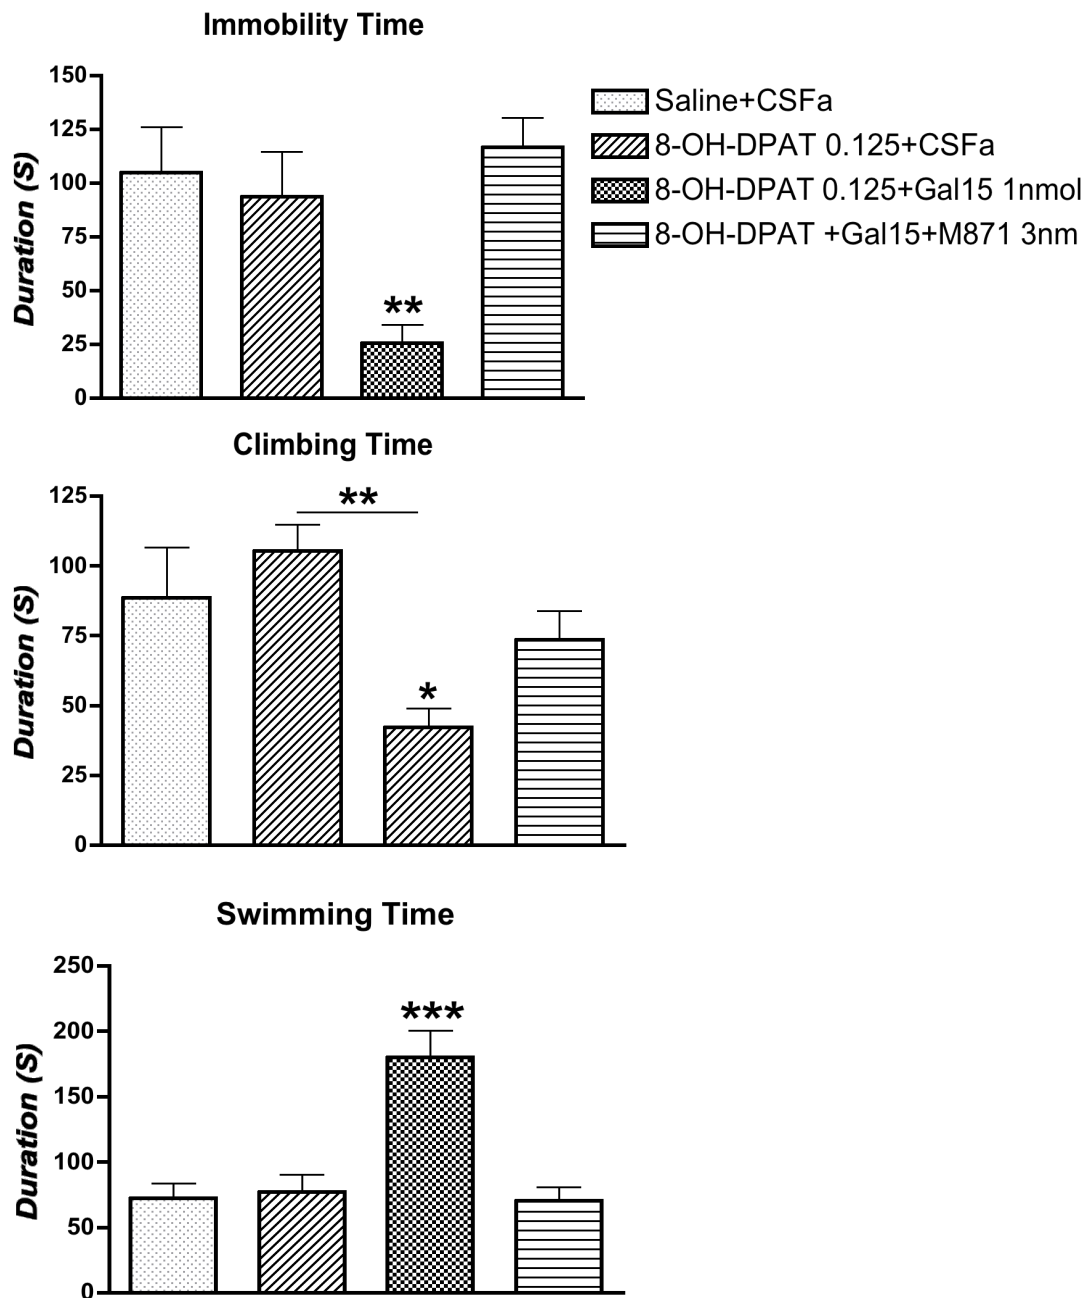 Immobility Time
150
125
100
75
50
25
0
Duration (S)
**
Saline+CSFa
8-OH-DPAT 0.125+CSFa
8-OH-DPAT 0.125+Gal15 1nmol
8-OH-DPAT +Gal15+M871 3nm
Climbing Time
125
100
75
50
25
0
Duration (S)
**
*
Swimming Time
250
200
150
100
50
0
Duration (S)
***